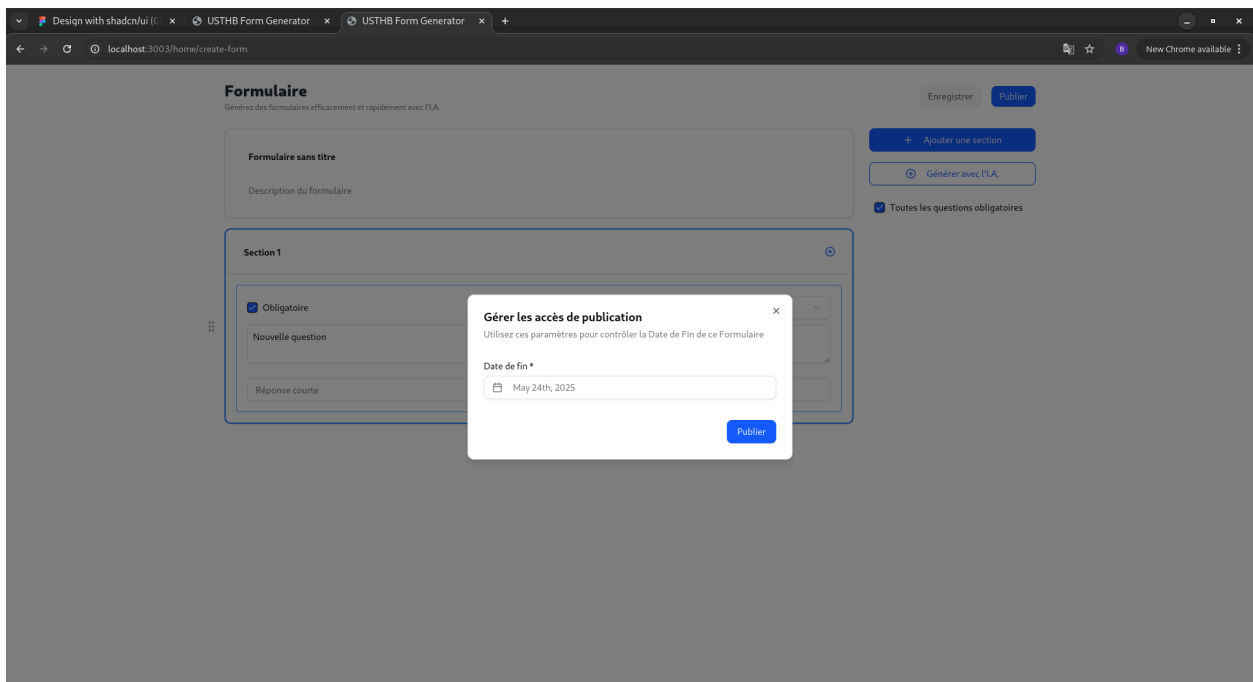 Design with shadcn/ui (C
USTHB Form Generator
USTHB Form Generator
localhost:3003/home/create-form
B
New Chrome available
Formulaire
Générez des formulaires efficacement et rapidement avec l'I.A.
Enregistrer
Publier
Formulaire sans titre
Description du formulaire
+ Ajouter une section
Générer avec l'I.A.
Toutes les questions obligatoires
Section 1
Obligatoire
Nouvelle question
Réponse courte
Gérer les accès de publication
Utilisez ces paramètres pour contrôler la Date de Fin de ce Formulaire
Date de fin *
May 24th, 2025
Publier